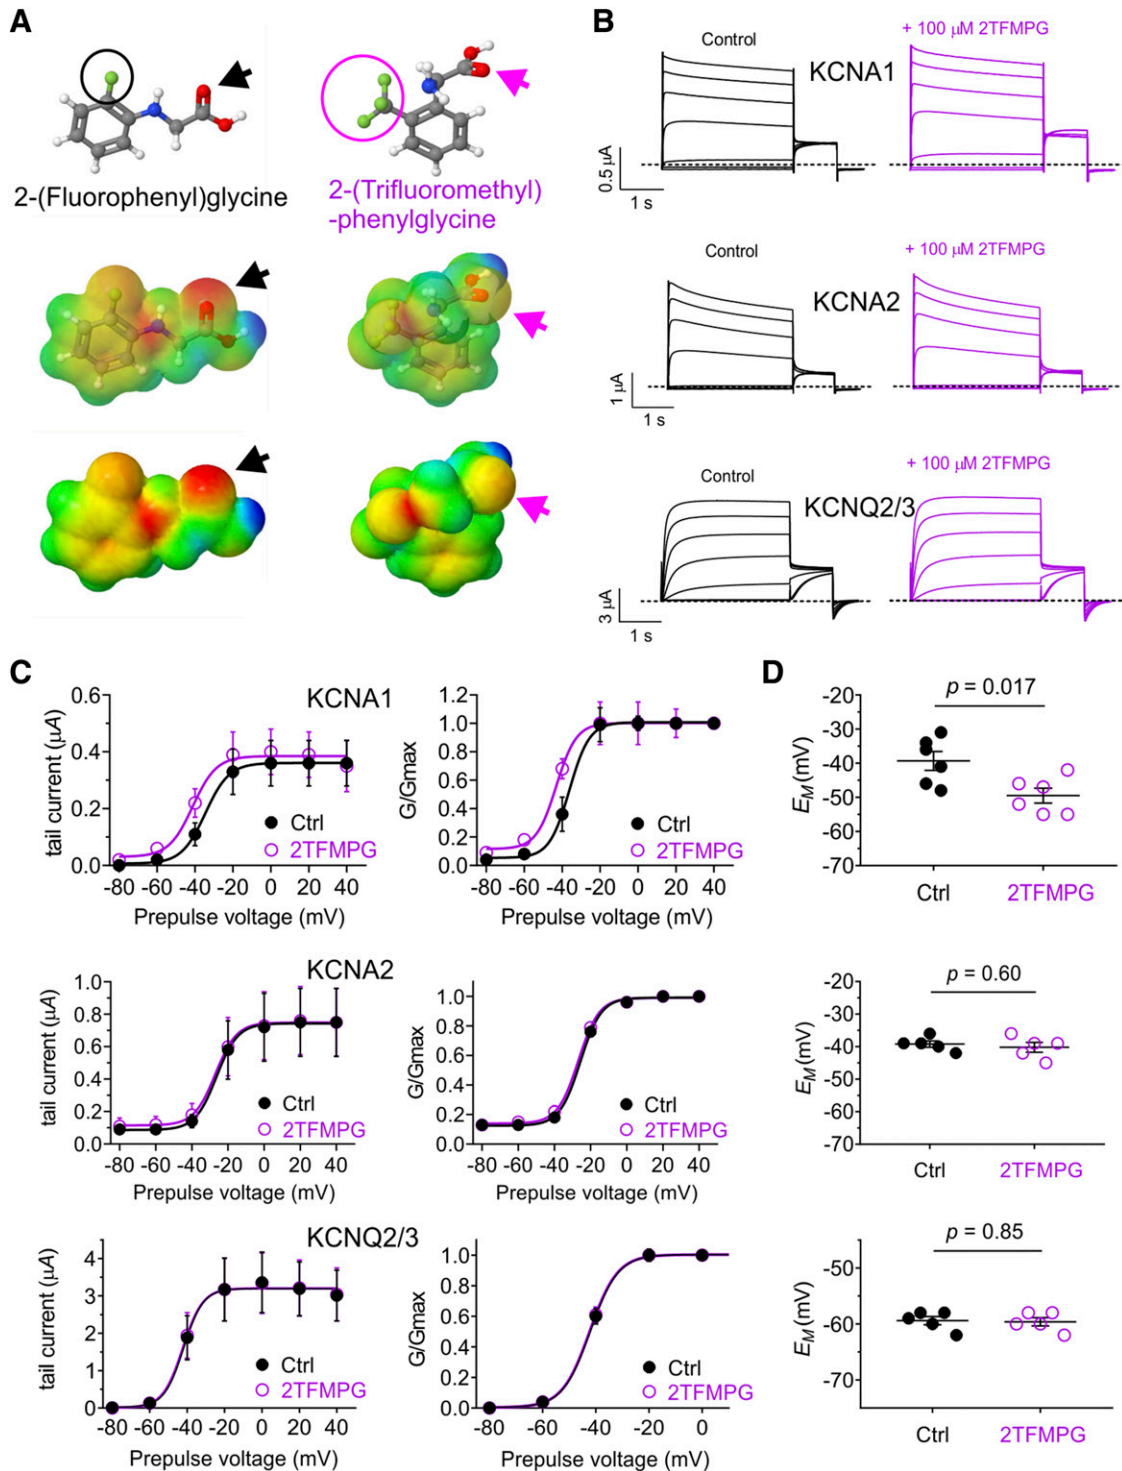 A
2-(Fluorophenyl)glycine
2-(Trifluoromethyl)
-phenylglycine
B
Control
KCNA1
+ 100 µM 2TFMPG
0.5 µA
1 s
Control
KCNA2
+ 100 µM 2TFMPG
1 µA
1 s
Control
KCNQ2/3
+ 100 µM 2TFMPG
3 µA
1 s
C
KCNA1
tail current (µA)
0.6
0.4
0.2
0.0
Ctrl
2TFMPG
-80 -60 -40 -20 0 20 40
Prepulse voltage (mV)
G/Gmax
1.2
1.0
0.8
0.6
0.4
0.2
0.0
Ctrl
2TFMPG
-80 -60 -40 -20 0 20 40
Prepulse voltage (mV)
KCNA2
tail current (µA)
1.0
0.8
0.6
0.4
0.2
0.0
Ctrl
2TFMPG
-80 -60 -40 -20 0 20 40
Prepulse voltage (mV)
G/Gmax
1.0
0.8
0.6
0.4
0.2
0.0
Ctrl
2TFMPG
-80 -60 -40 -20 0 20 40
Prepulse voltage (mV)
KCNQ2/3
tail current (µA)
4
3
2
1
0
Ctrl
2TFMPG
-80 -60 -40 -20 0 20 40
Prepulse voltage (mV)
G/Gmax
1.0
0.8
0.6
0.4
0.2
0.0
Ctrl
2TFMPG
-80 -60 -40 -20 0
Prepulse voltage (mV)
D
p = 0.017
EM (mV)
-20
-30
-40
-50
-60
-70
Ctrl 2TFMPG
p = 0.60
EM (mV)
-20
-30
-40
-50
-60
-70
Ctrl 2TFMPG
p = 0.85
EM (mV)
-50
-60
-70
Ctrl 2TFMPG